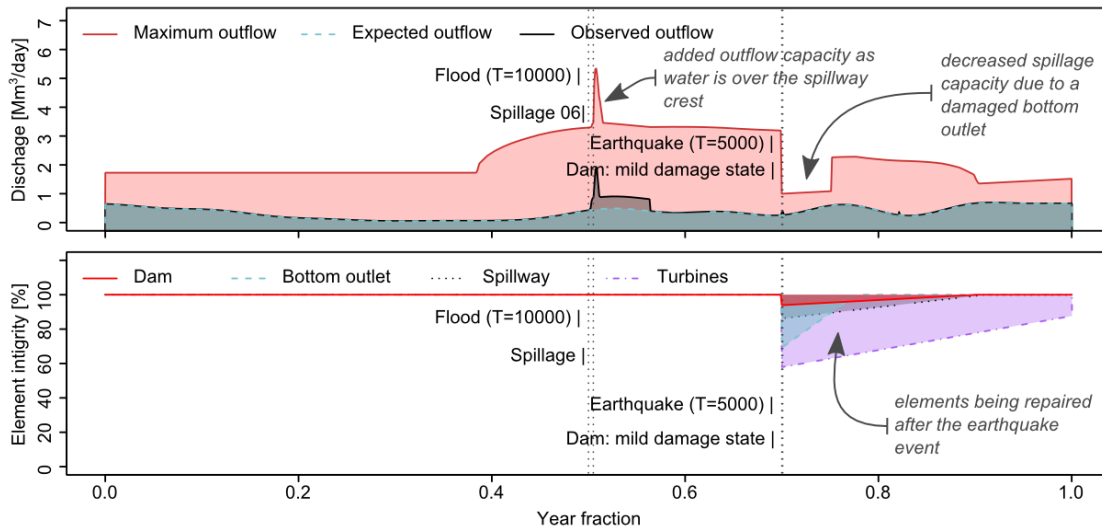 Dischage [Mm³/day]
7
6
5
4
3
2
1
0
Maximum outflow
Expected outflow
Observed outflow
Flood (T=10000) |
Spillage 06|
added outflow capacity as
water is over the spillway
crest
decreased spillage
capacity due to a
damaged bottom
outlet
Earthquake (T=5000) |
Dam: mild damage state |
Element intigrity [%]
100
80
60
40
20
0
Dam
Bottom outlet
Spillway
Turbines
Flood (T=10000) |
Spillage |
Earthquake (T=5000) |
Dam: mild damage state |
elements being repaired
after the earthquake
event
0.0
0.2
0.4
0.6
0.8
1.0
Year fraction